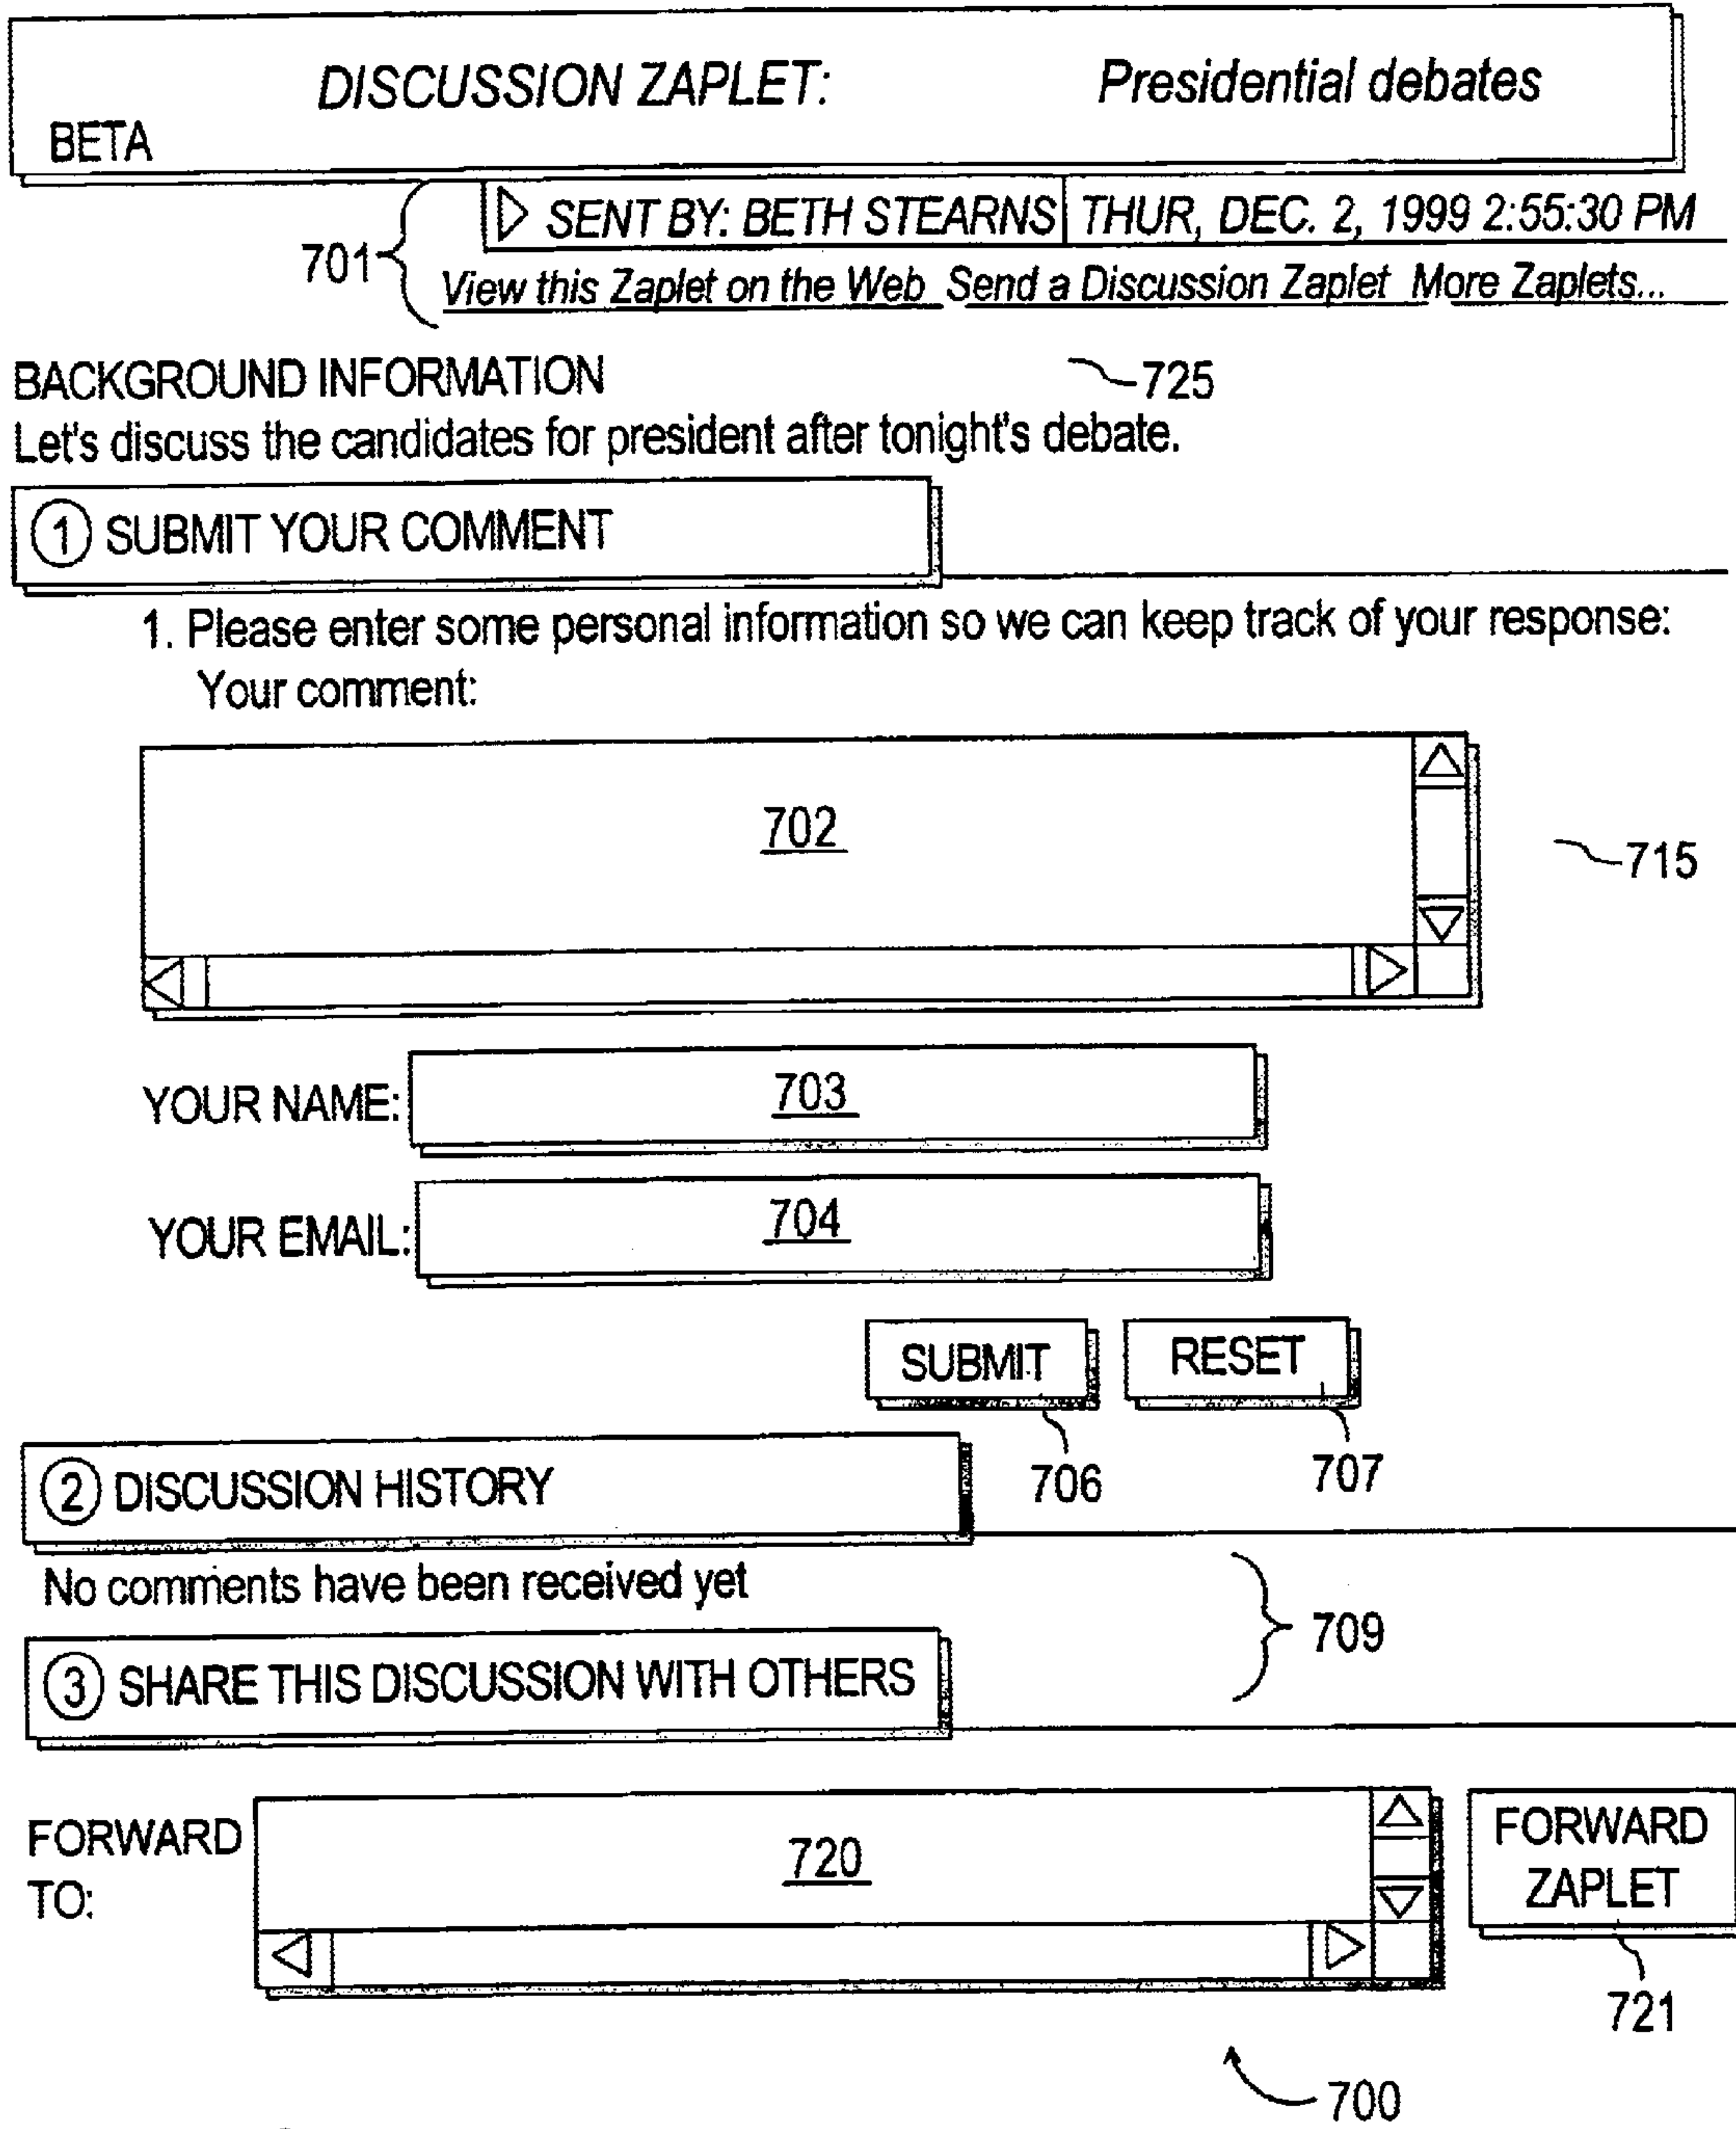 DISCUSSION ZAPLET: Presidential debates
BETA
SENT BY: BETH STEARNS THUR, DEC. 2, 1999 2:55:30 PM
701
View this Zaplet on the Web Send a Discussion Zaplet More Zaplets...
BACKGROUND INFORMATION 725
Let's discuss the candidates for president after tonight's debate.
1 SUBMIT YOUR COMMENT
1. Please enter some personal information so we can keep track of your response:
Your comment:
702
715
YOUR NAME: 703
YOUR EMAIL: 704
SUBMIT RESET
706 707
2 DISCUSSION HISTORY
No comments have been received yet
709
3 SHARE THIS DISCUSSION WITH OTHERS
FORWARD TO: 720
FORWARD ZAPLET
721
700